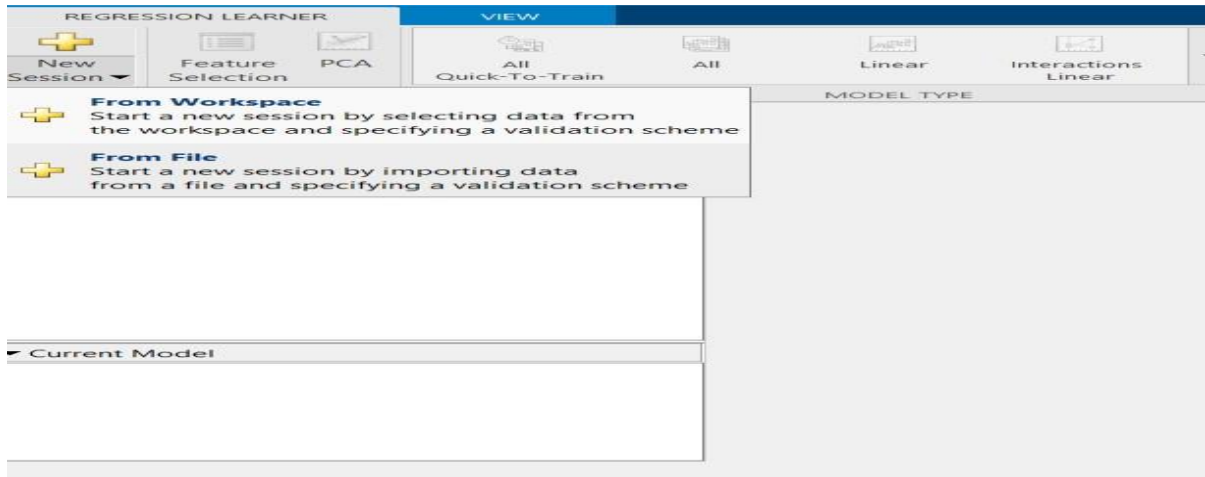 REGRESSION LEARNER
VIEW
New
Session
Feature
Selection
PCA
All
Quick-To-Train
All
Linear
Interactions
Linear
MODEL TYPE
From Workspace
Start a new session by selecting data from
the workspace and specifying a validation scheme
From File
Start a new session by importing data
from a file and specifying a validation scheme
Current Model